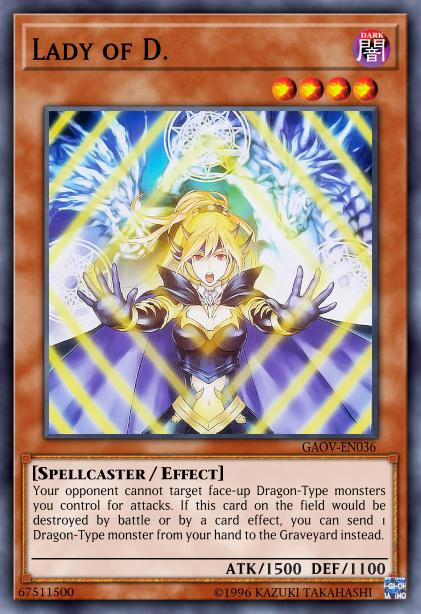 LADY OF D.
DARK
闇
GAOV-EN036
[SPELLCASTER / EFFECT]
Your opponent cannot target face-up Dragon-Type monsters
you control for attacks. If this card on the field would be
destroyed by battle or by a card effect, you can send 1
Dragon-Type monster from your hand to the Graveyard instead.
ATK/1500 DEF/1100
67511500
©1996 KAZUKI TAKAHASHI